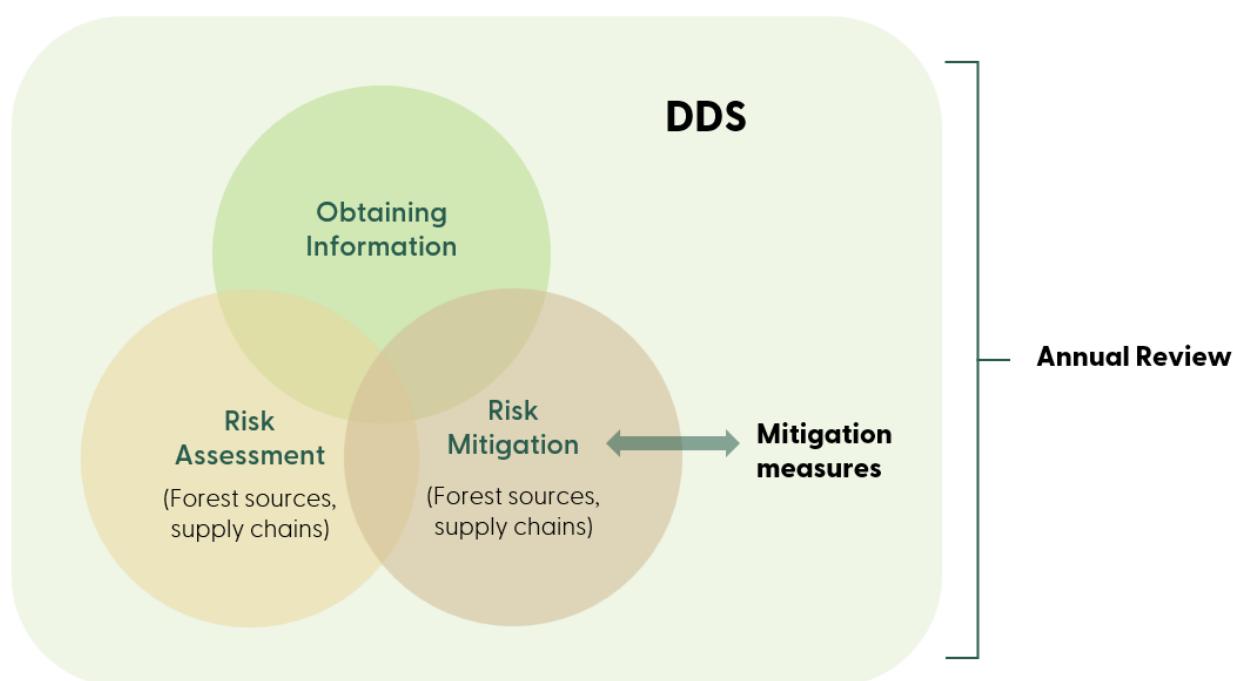 DDS
Obtaining
Information
Annual Review
Risk
Assessment
(Forest sources,
supply chains)
Risk
Mitigation
(Forest sources,
supply chains)
Mitigation
measures